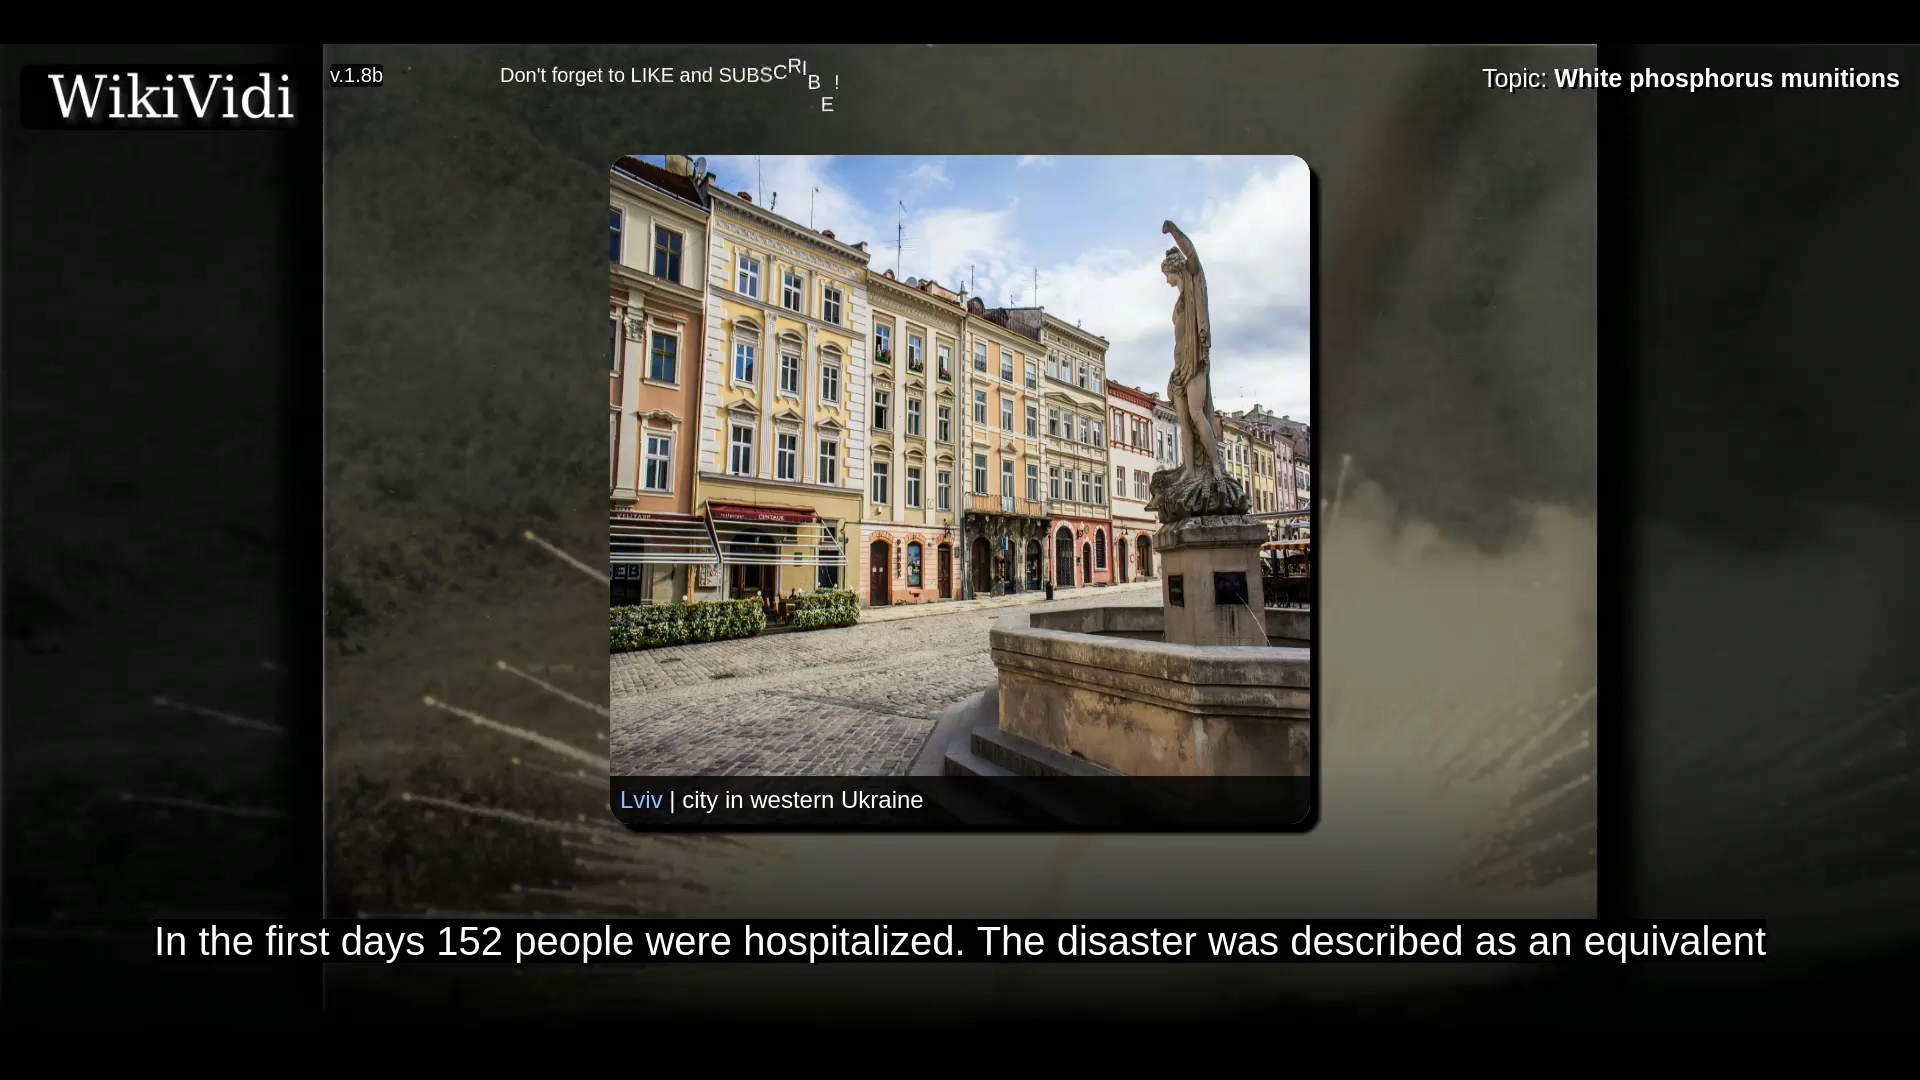 WikiVidi
v.1.8b
Don't forget to LIKE and SUBSCRIBE!
Topic: White phosphorus munitions
CENTAUR
Lviv | city in western Ukraine
In the first days 152 people were hospitalized. The disaster was described as an equivalent